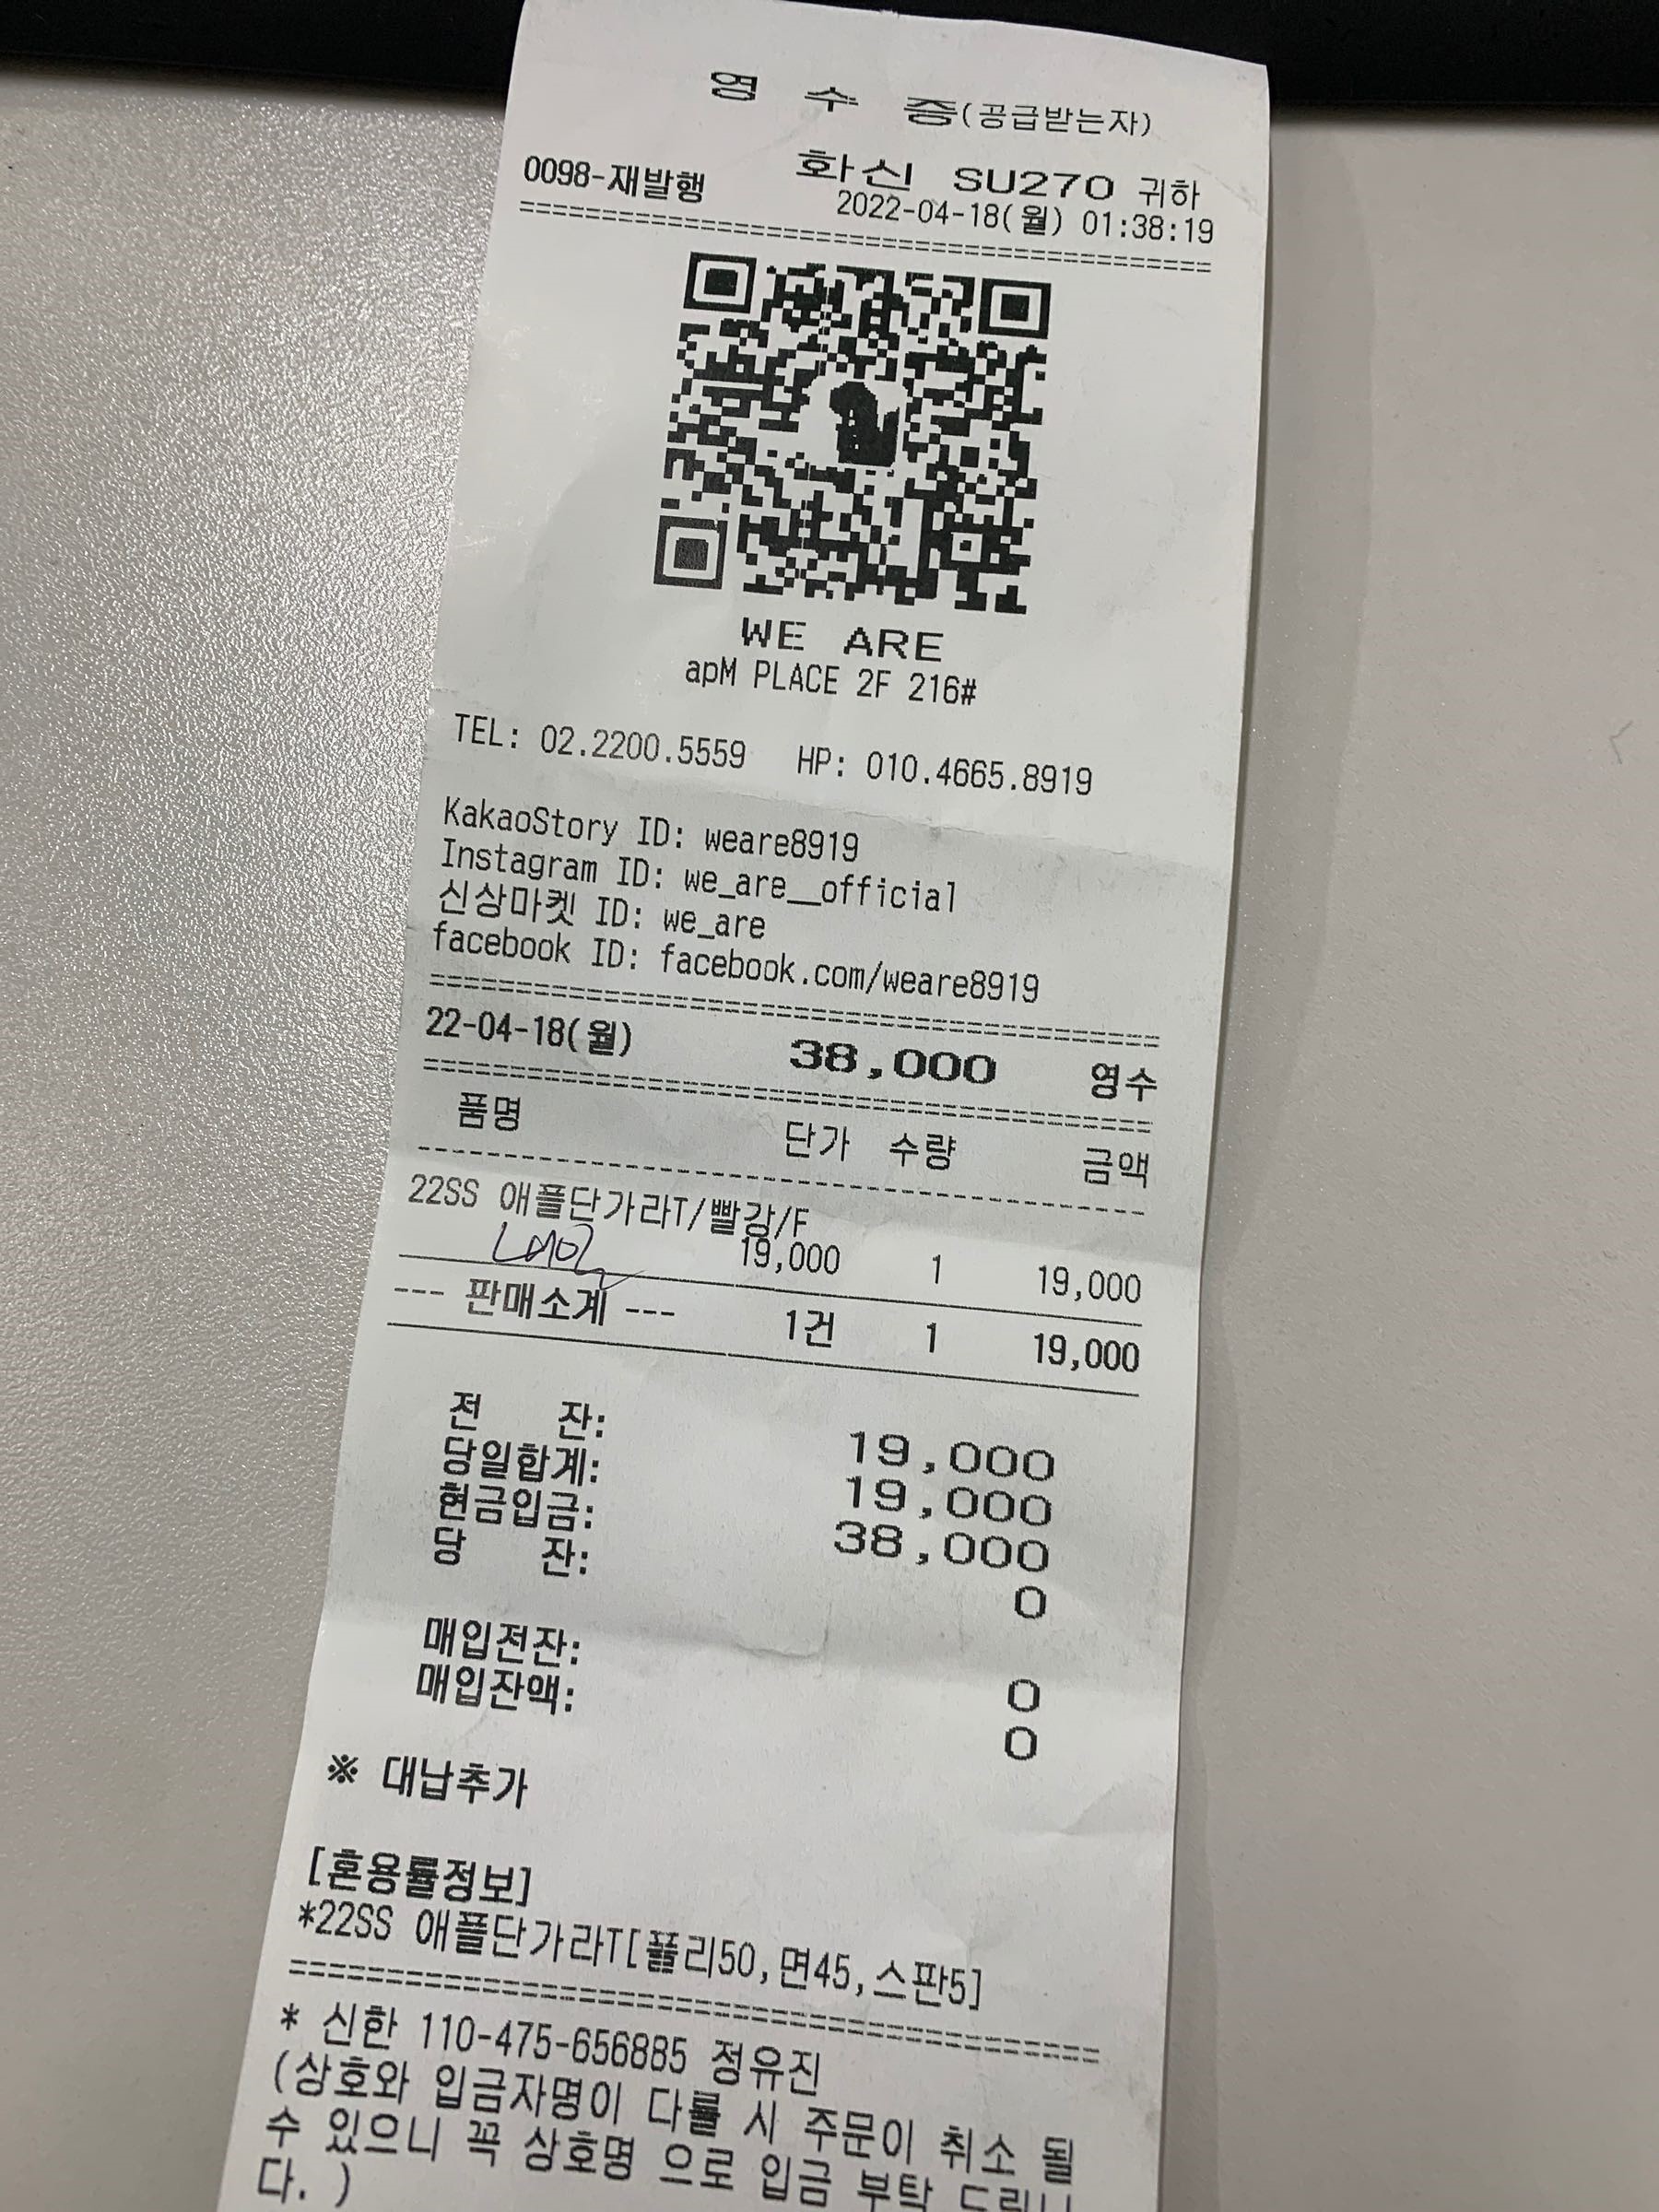 영 수 증(공급받는자)
화신 SU270 귀하
0098-재발행 2022-04-18(월) 01:38:19
WE ARE
apM PLACE 2F 216#
TEL: 02.2200.5559 HP: 010.4665.8919
KakaoStory ID: weare8919
Instagram ID: we_are__official
신상마켓 ID: we_are
facebook ID: facebook.com/weare8919
22-04-18(월) 38,000 영수
품명 단가 수량 금액
22SS 애플단가라T/빨강/F
19,000 1 19,000
--- 판매소계 --- 1건 1 19,000
전 잔: 19,000
당일합계: 19,000
현금입금: 38,000
당 잔: 0
매입전잔: 0
매입잔액: 0
※ 대납추가
[혼용률정보]
*22SS 애플단가라T[폴리50,면45,스판5]
* 신한 110-475-656885 정유진
(상호와 입금자명이 다를 시 주문이 취소 될
수 있으니 꼭 상호명 으로 입금 부탁 드립니
다. )